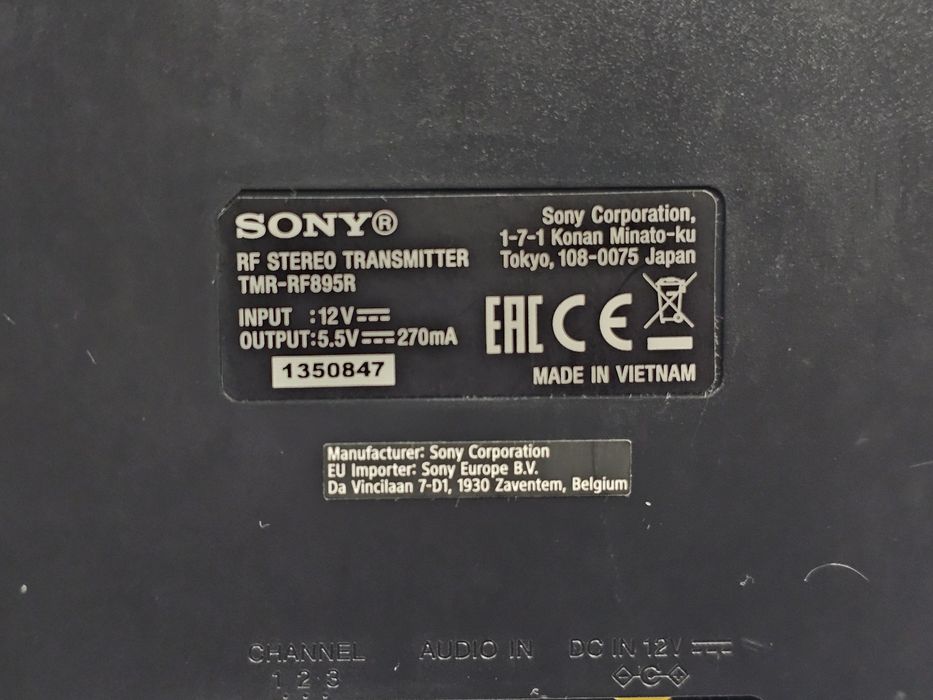 SONY®
RF STEREO TRANSMITTER
TMR-RF895R
INPUT :12V
OUTPUT:5.5V 270mA
1350847
Sony Corporation,
1-7-1 Konan Minato-ku
Tokyo, 108-0075 Japan
EAC CE
MADE IN VIETNAM
Manufacturer: Sony Corporation
EU Importer: Sony Europe B.V.
Da Vincilaan 7-D1, 1930 Zaventem, Belgium
CHANNEL
1 2 3
AUDIO IN
DC IN 12V